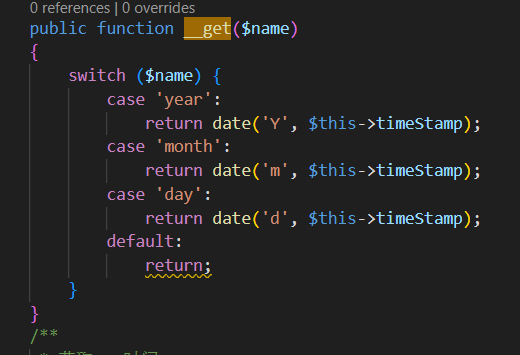 0 references | 0 overrides
public function __get($name)
{
switch ($name) {
case 'year':
return date('Y', $this->timeStamp);
case 'month':
return date('m', $this->timeStamp);
case 'day':
return date('d', $this->timeStamp);
default:
return;
}
}
/**